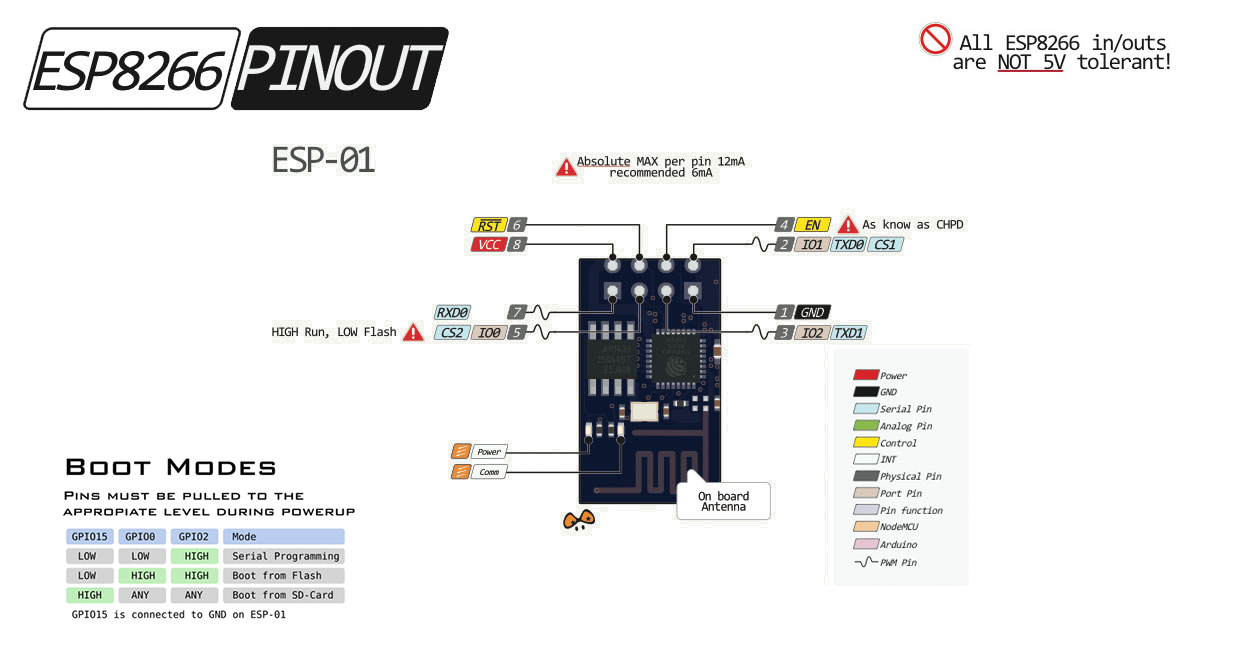 ESP8266 PINOUT
All ESP8266 in/outs
are NOT 5V tolerant!
ESP-01
Absolute MAX per pin 12mA
recommended 6mA
RST 6
VCC 8
4 EN As know as CHPD
2 IO1 TXD0 CS1
RXD0 7
HIGH Run, LOW Flash CS2 IO0 5
1 GND
3 IO2 TXD1
Power
Comm
On board
Antenna
Power
GND
Serial Pin
Analog Pin
Control
INT
Physical Pin
Port Pin
Pin function
NodeMCU
Arduino
PWM Pin
Boot Modes
Pins must be pulled to the
appropiate level during powerup
GPIO15 GPIO0 GPIO2 Mode
LOW LOW HIGH Serial Programming
LOW HIGH HIGH Boot from Flash
HIGH ANY ANY Boot from SD-Card
GPIO15 is connected to GND on ESP-01